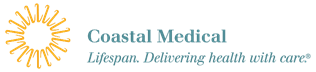 Coastal Medical
Lifespan. Delivering health with care.®